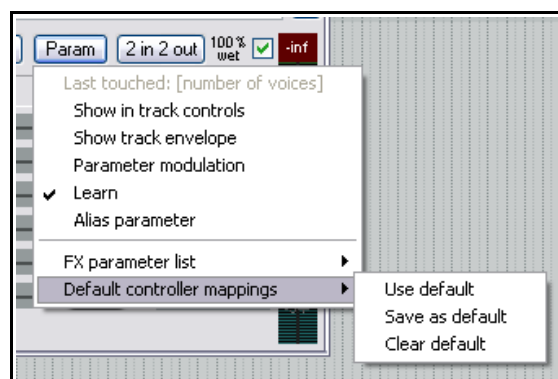 Param
2 in 2 out
100 %
wet
-inf
Last touched: [number of voices]
Show in track controls
Show track envelope
Parameter modulation
Learn
Alias parameter
FX parameter list
Default controller mappings
Use default
Save as default
Clear default